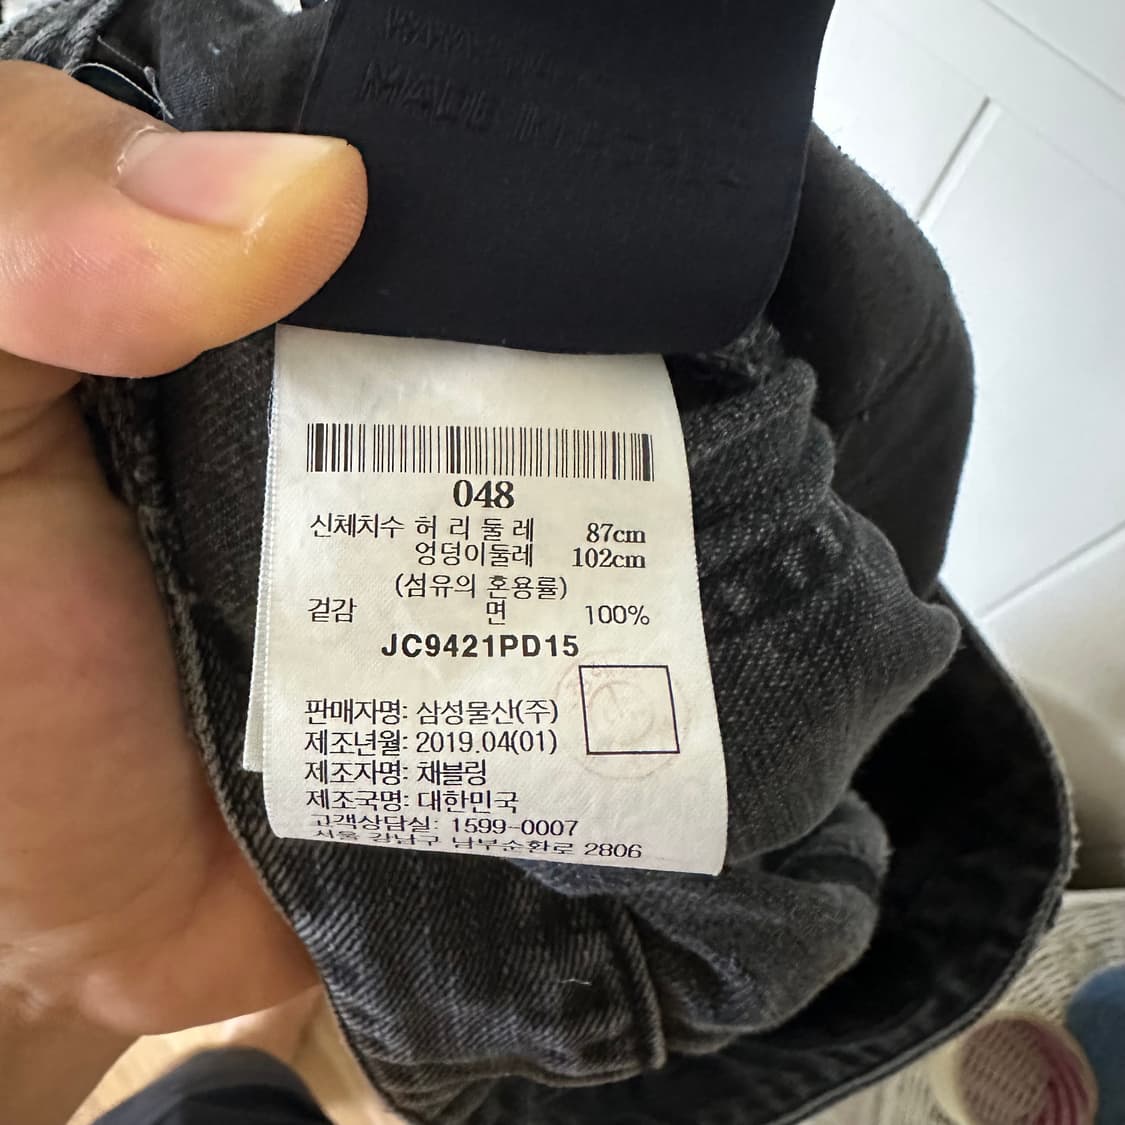 MADE IN
048
신체치수 허 리 둘 레 87cm
엉덩이둘레 102cm
(섬유의 혼용률)
겉감 면 100%
JC9421PD15
판매자명: 삼성물산(주)
제조년월: 2019.04(01)
제조자명: 채블링
제조국명: 대한민국
고객상담실: 1599-0007
서울 강남구 남부순환로 2806